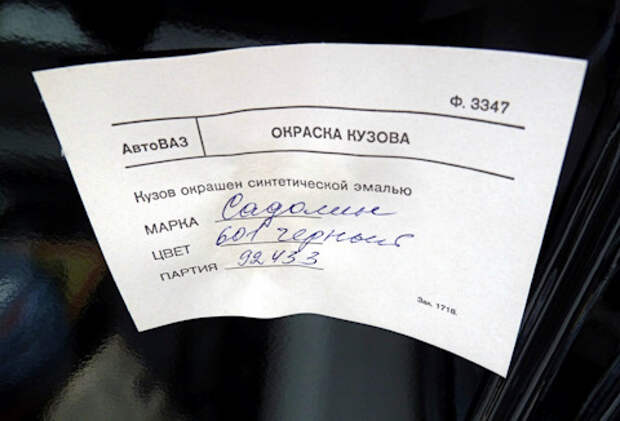 Ф. 3347
АвтоВАЗ ОКРАСКА КУЗОВА
Кузов окрашен синтетической эмалью
МАРКА Садолин
ЦВЕТ 601 черный
ПАРТИЯ 92433
Зак. 1718.